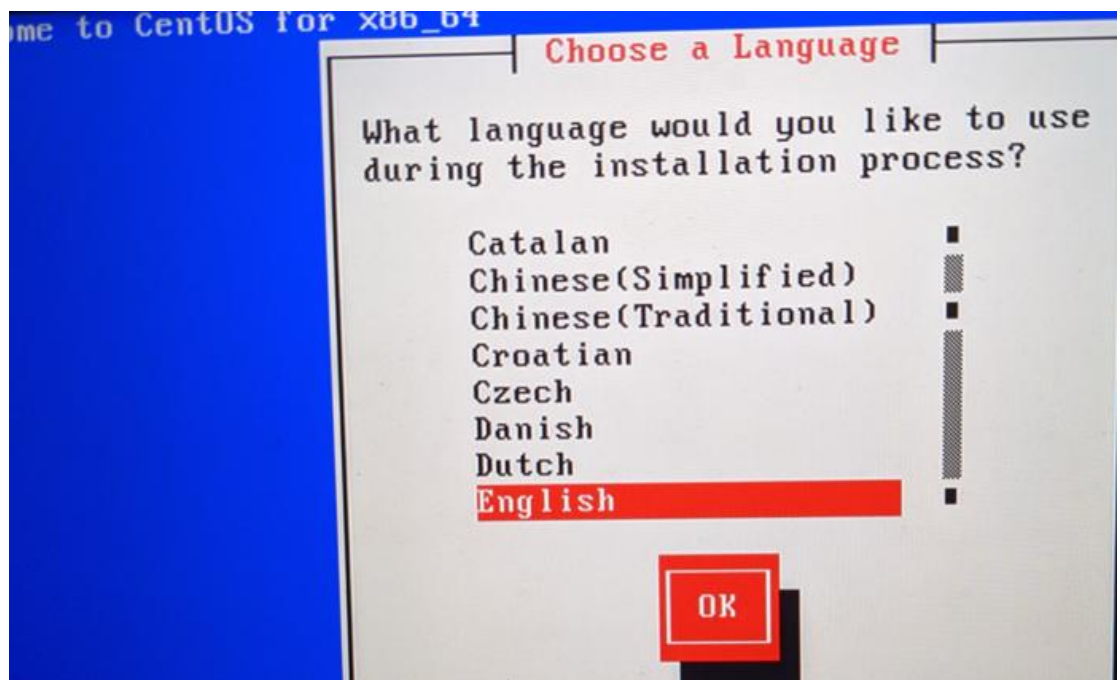 ome to CentOS for x86_64
Choose a Language
What language would you like to use
during the installation process?
Catalan
Chinese(Simplified)
Chinese(Traditional)
Croatian
Czech
Danish
Dutch
English
OK